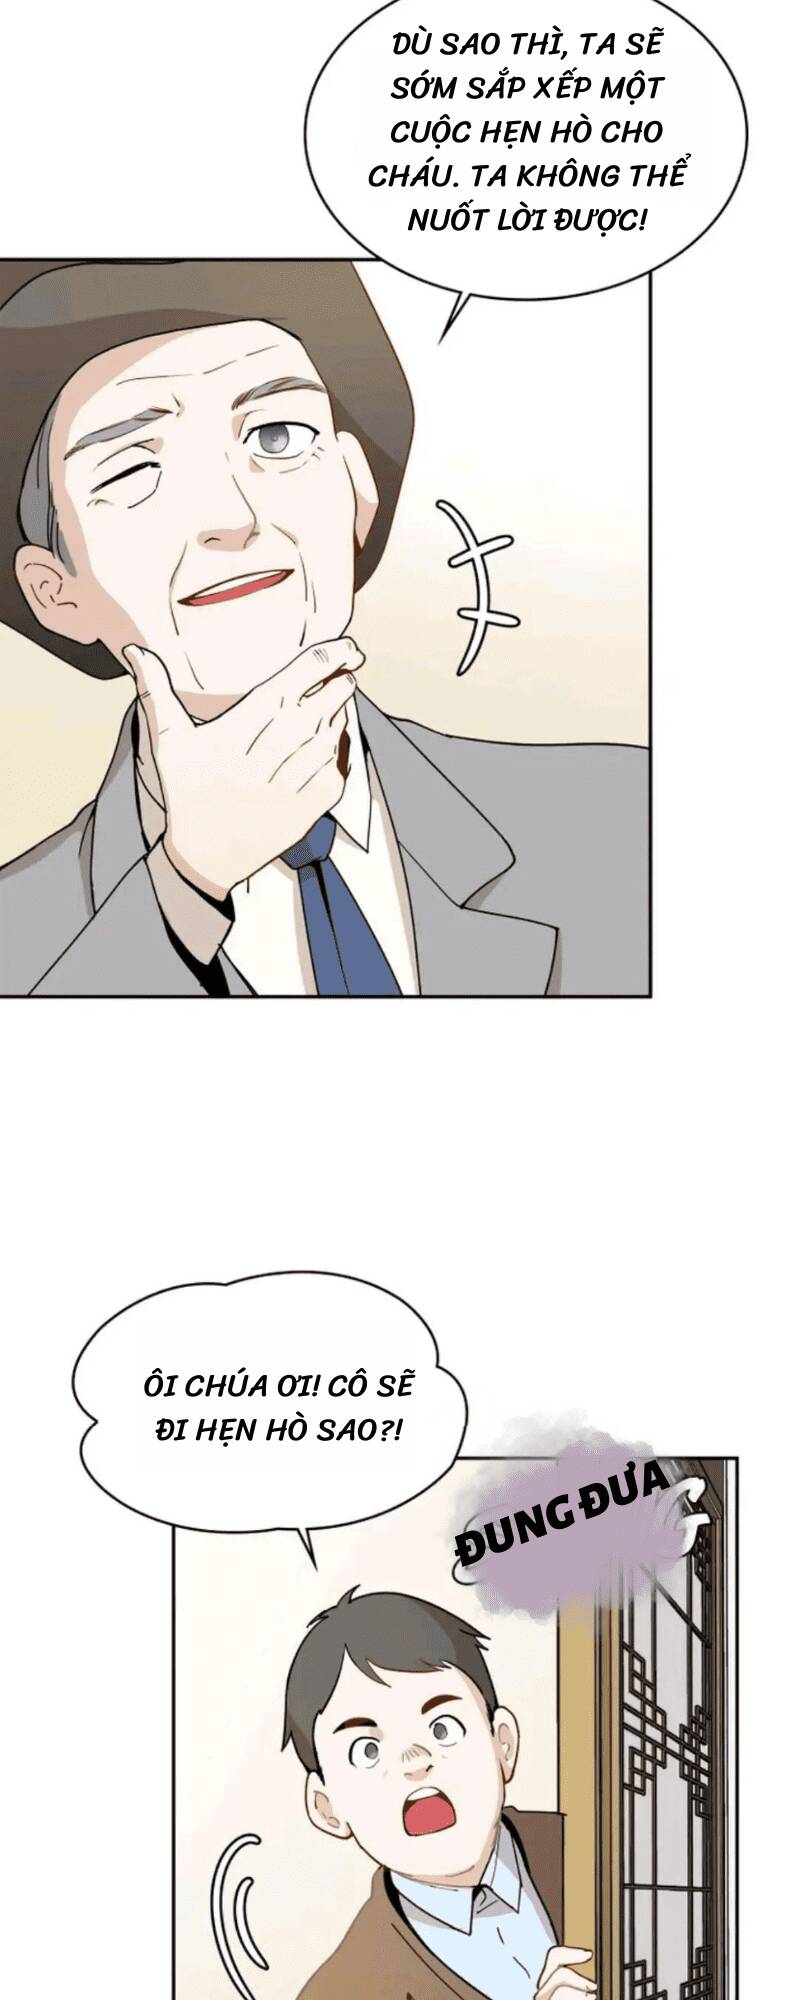 DÙ SAO THÌ, TA SẼ
SỚM SẮP XẾP MỘT
CUỘC HẸN HÒ CHO
CHÁU. TA KHÔNG THỂ
NUỐT LỜI ĐƯỢC!
ÔI CHÚA ƠI! CÔ SẼ
ĐI HẸN HÒ SAO?!
ĐUNG ĐƯA